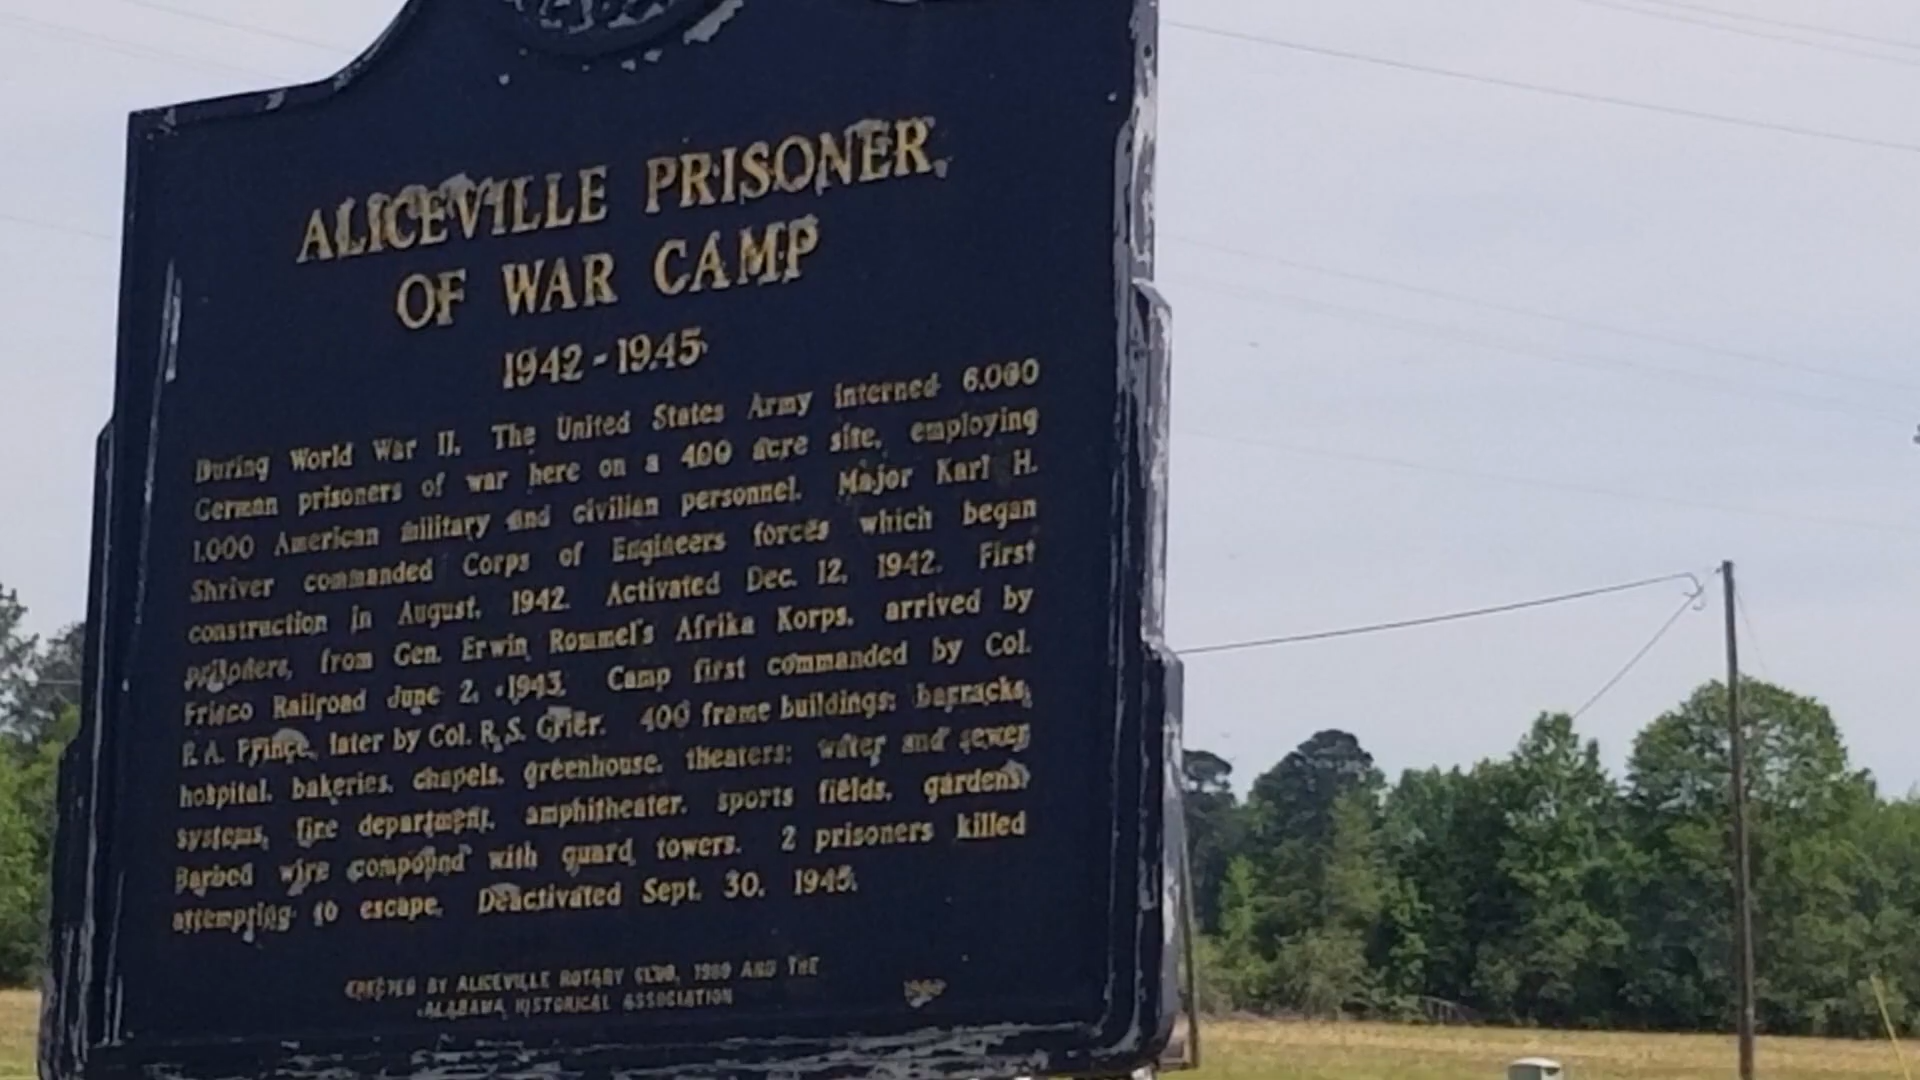 ALICEVILLE PRISONER
OF WAR CAMP
1942-1945
During World War II, The United States Army interned 6,000
German prisoners of war here on a 400 acre site, employing
1,000 American military and civilian personnel. Major Karl H.
Shriver commanded Corps of Engineers forces which began
construction in August, 1942. Activated Dec. 12, 1942. First
prisoners, from Gen. Erwin Rommel's Afrika Korps, arrived by
Frisco Railroad June 2, 1943. Camp first commanded by Col.
F. A. Prince, later by Col. R. S. Grier. 400 frame buildings; barracks,
hospital, bakeries, chapels, greenhouse, theaters; water and sewer
systems, fire department, amphitheater, sports fields, gardens.
Barbed wire compound with guard towers. 2 prisoners killed
attempting to escape. Deactivated Sept. 30, 1945.
ERECTED BY ALICEVILLE ROTARY CLUB, 1980 AND THE
ALABAMA HISTORICAL ASSOCIATION